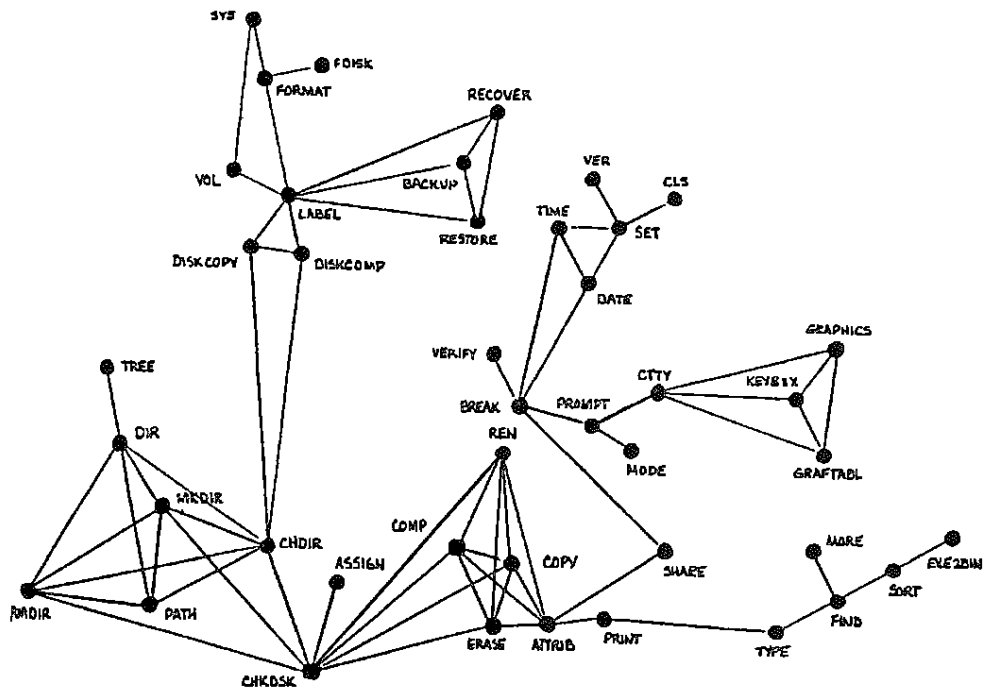 SYS
FDISK
FORMAT
RECOVER
VOL
BACKUP
VER
CLS
LABEL
TIME
SET
RESTORE
DISKCOPY
DISKCOMP
DATE
GRAPHICS
VERIFY
TREE
CTTY
KEYBXX
BREAK
PROMPT
DIR
REN
MODE
GRAFTABL
MKDIR
COMP
CHDIR
ASSIGN
COPY
SHARE
MORE
EXE2BIN
SORT
RMDIR
PATH
ERASE
ATTRIB
PRINT
TYPE
FIND
CHKDSK